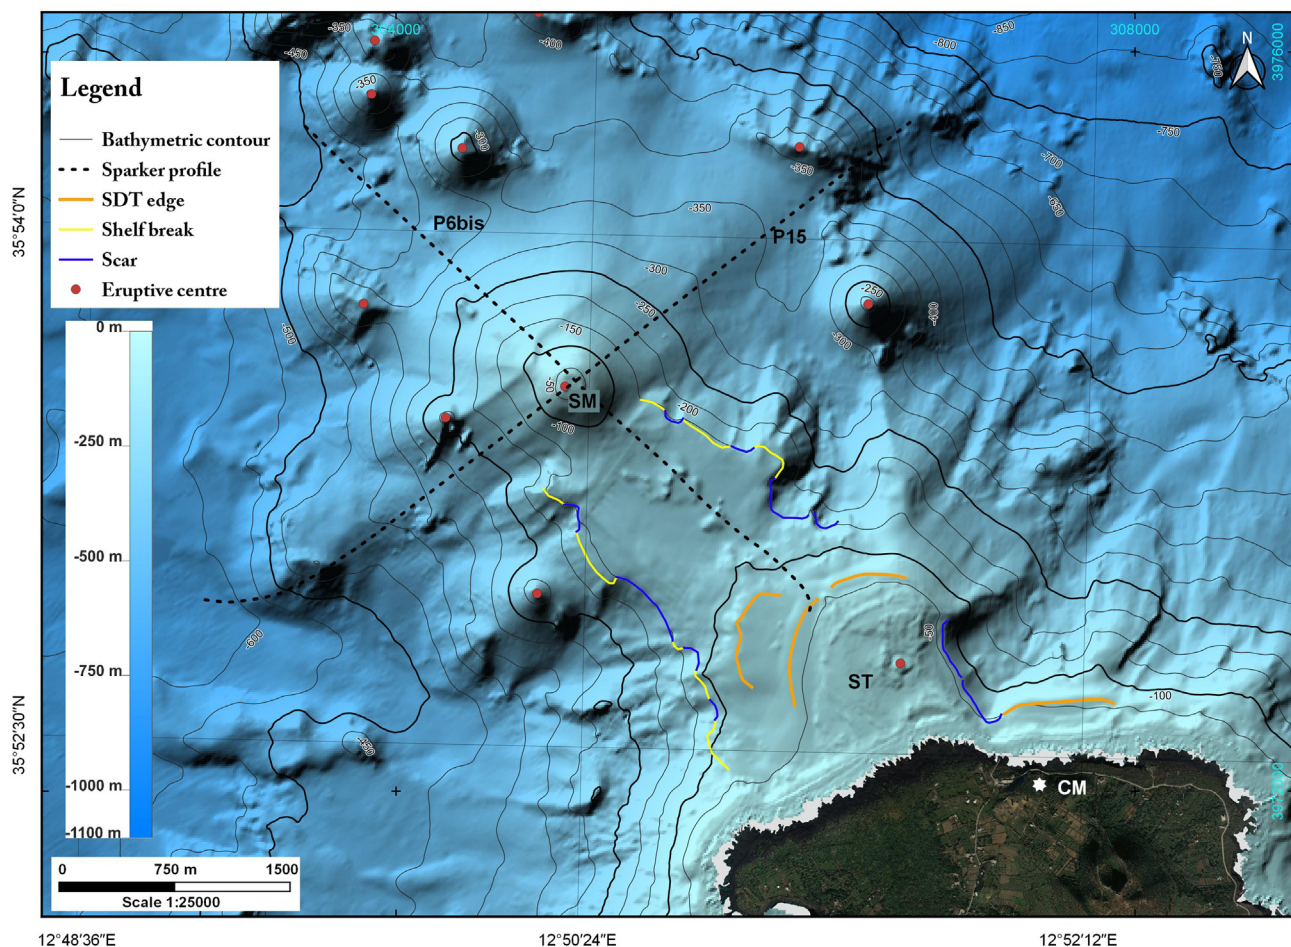 -350
304000
-400
-450
-800
-850
308000
3976000
N
-550
Legend
Bathymetric contour
Sparker profile
SDT edge
Shelf break
Scar
Eruptive centre
-350
-300
-350
-750
-700
-650
35°54'0"N
P6bis
-350
P15
-300
-250
-250
-400
-300
-150
-500
-50
SM
-200
-100
0 m
-250 m
-500 m
-750 m
-1000 m
-1100 m
-600
-50
ST
-100
-450
35°52'30"N
CM
0 750 m 1500
Scale 1:25000
12°48'36"E
12°50'24"E
12°52'12"E